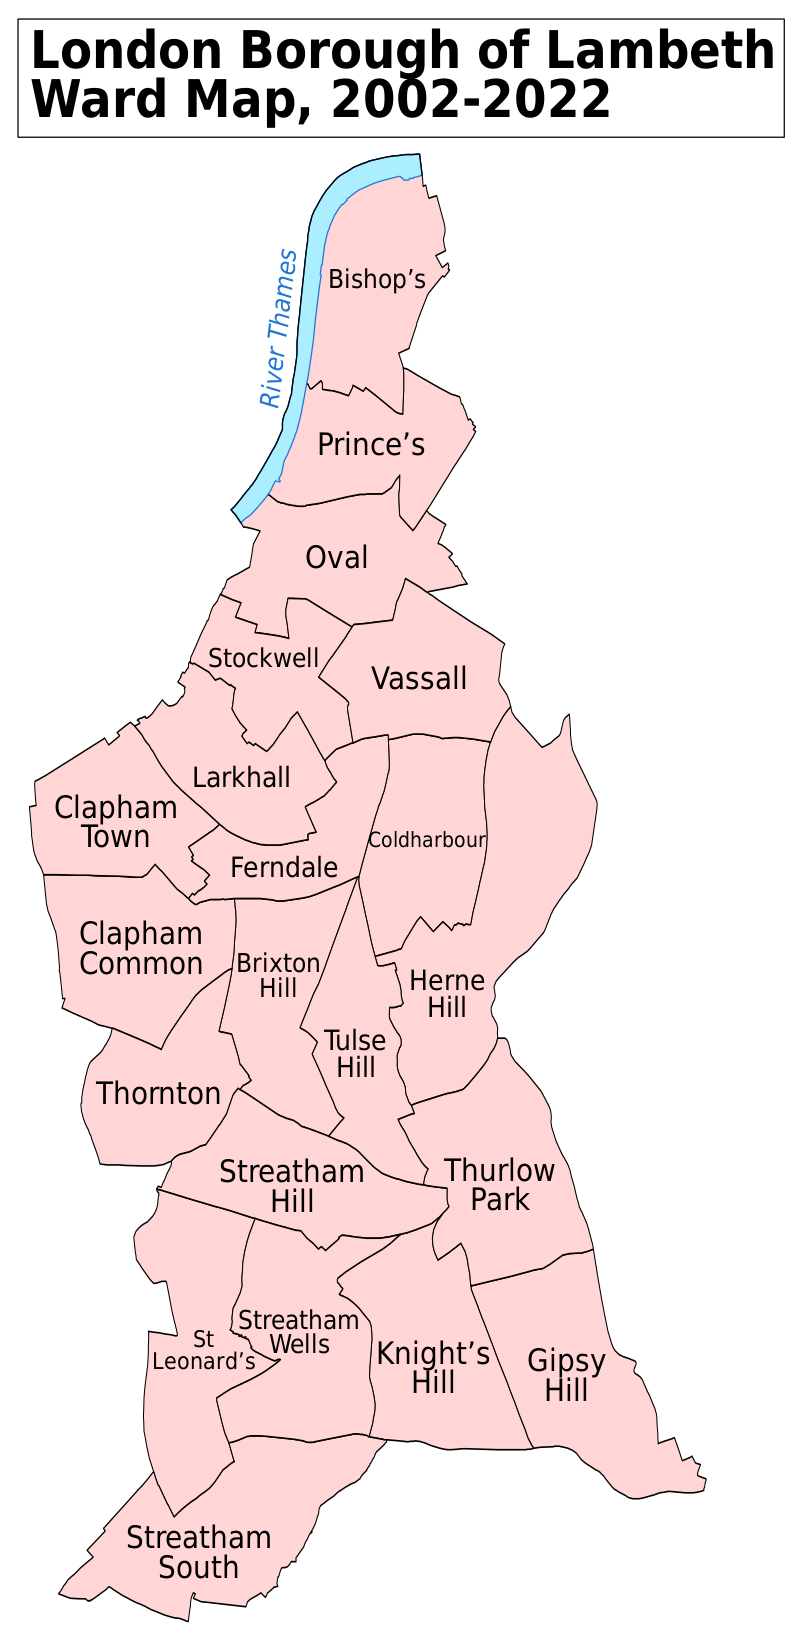 London Borough of Lambeth
Ward Map, 2002-2022
River Thames
Bishop’s
Prince’s
Oval
Stockwell
Vassall
Larkhall
Clapham
Town
Coldharbour
Ferndale
Clapham
Common
Brixton
Hill
Herne
Hill
Tulse
Hill
Thornton
Streatham
Hill
Thurlow
Park
Streatham
Wells
St
Leonard’s
Knight’s
Hill
Gipsy
Hill
Streatham
South